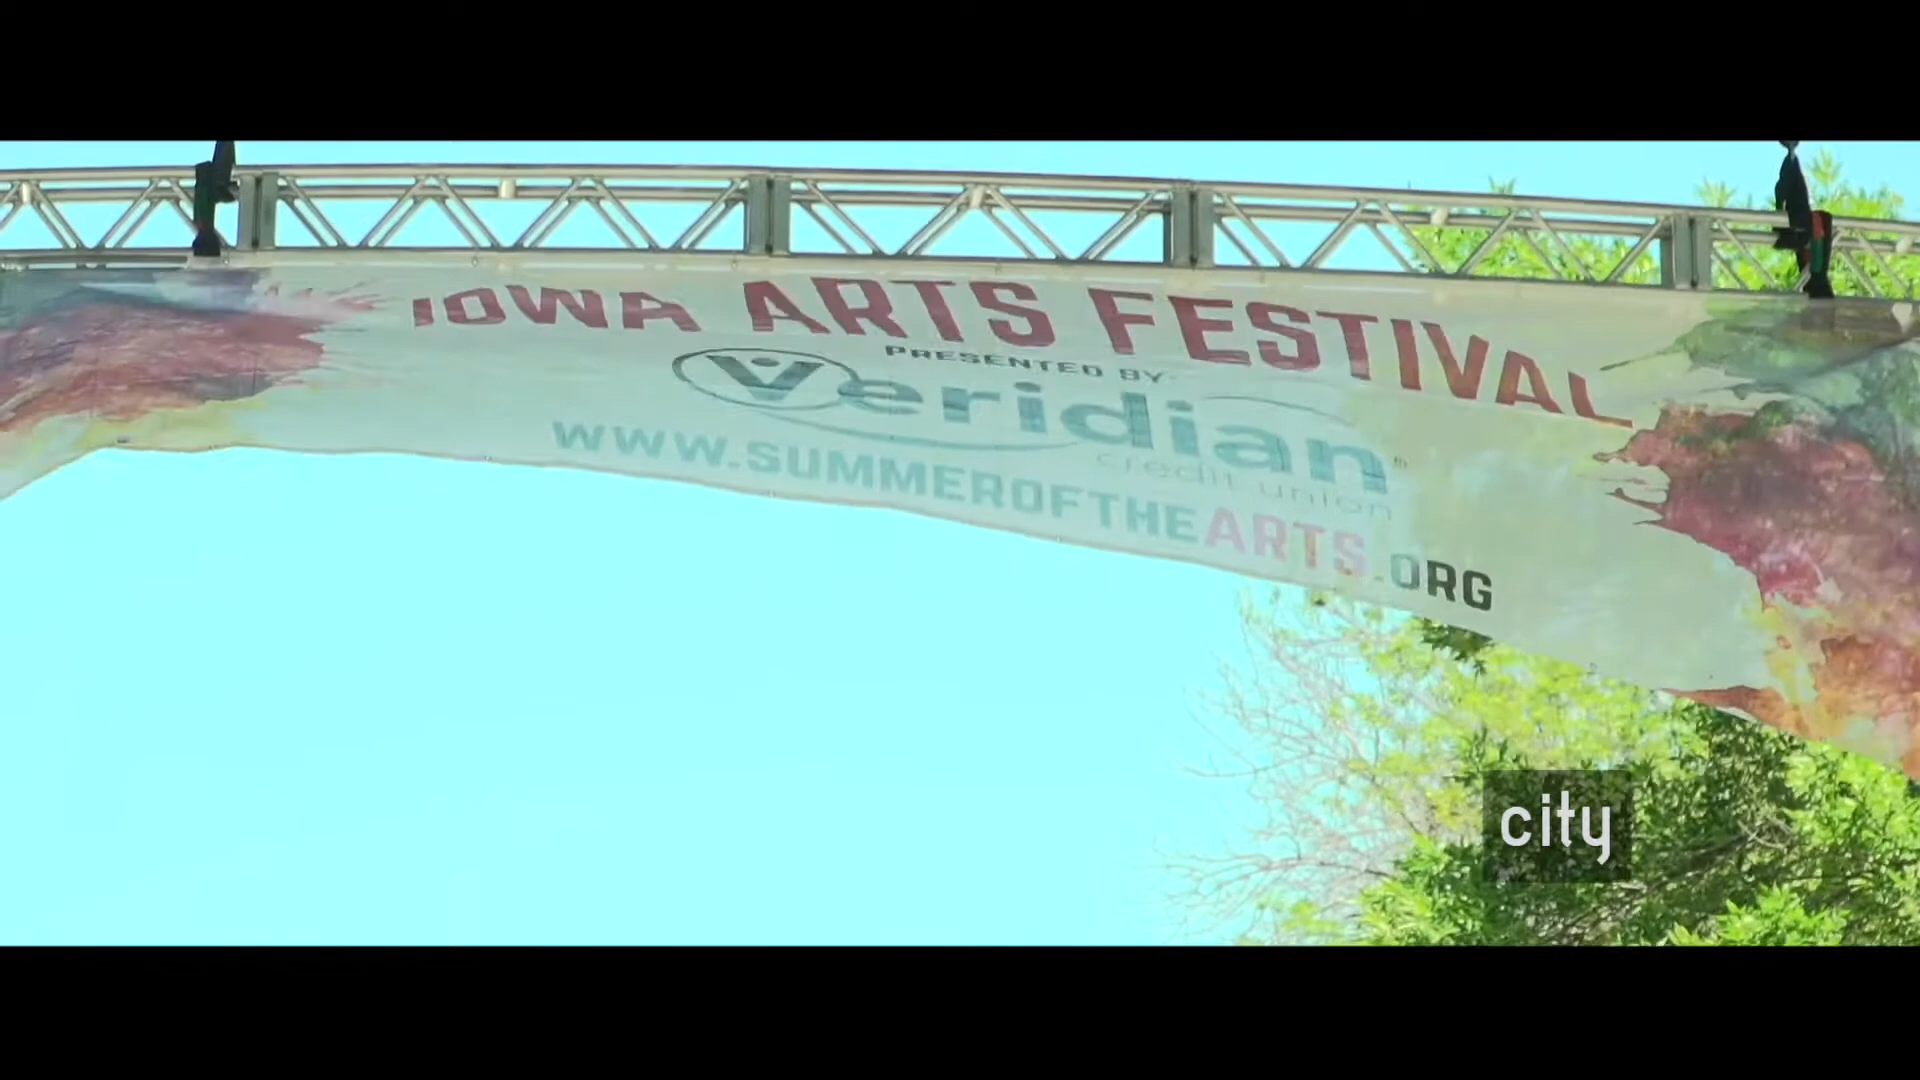 IOWA ARTS FESTIVAL
PRESENTED BY
Veridian
credit union
WWW.SUMMEROFTHEARTS.ORG
city